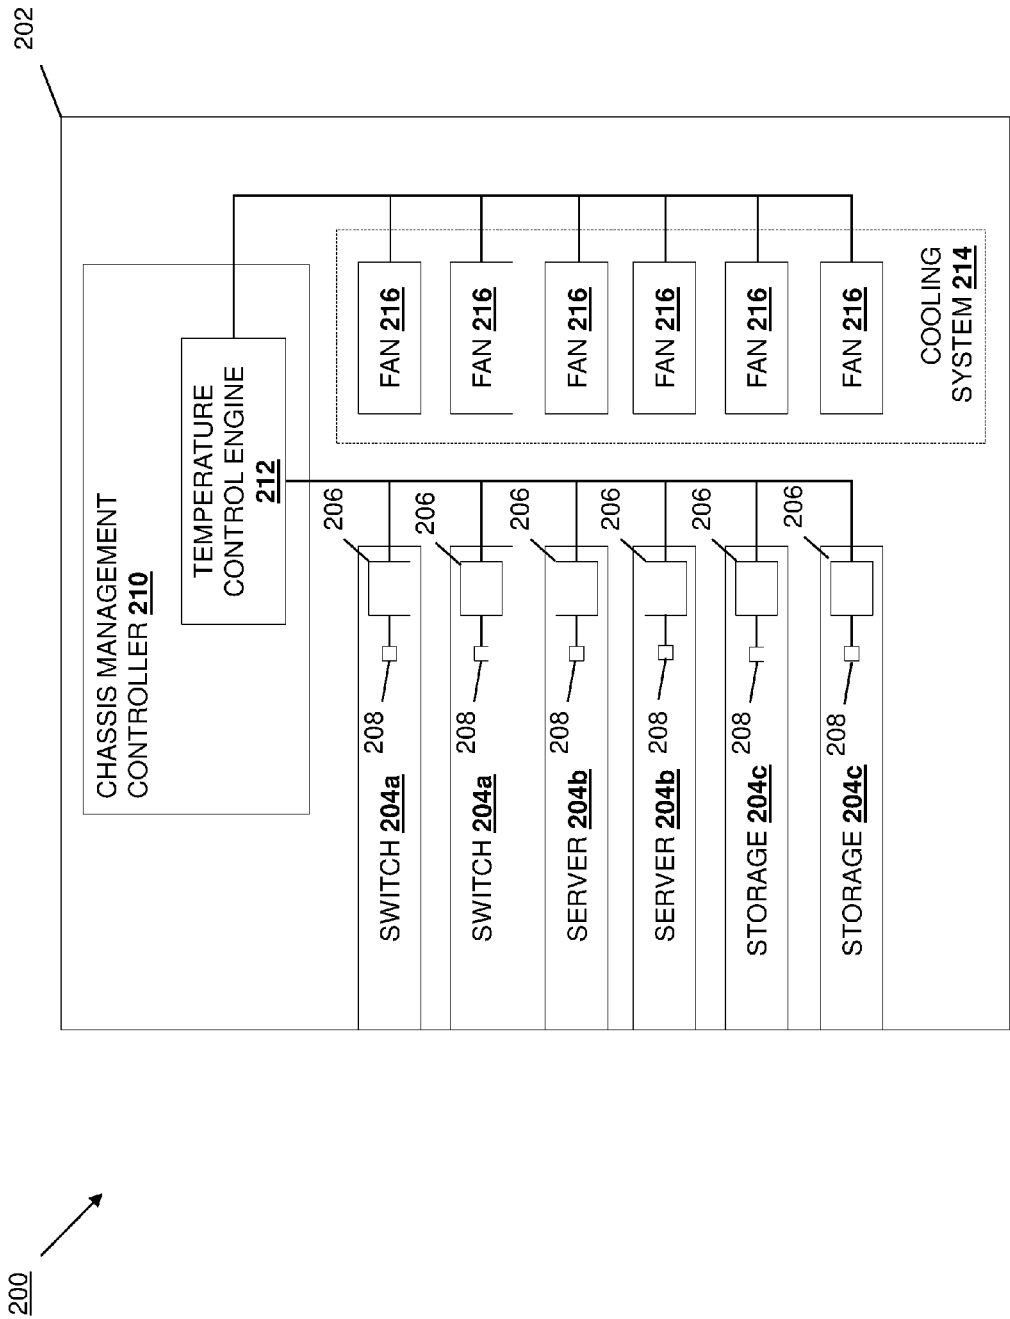 200
202
CHASSIS MANAGEMENT
CONTROLLER 210
TEMPERATURE
CONTROL ENGINE
212
SWITCH 204a
208
206
FAN 216
SWITCH 204a
208
206
FAN 216
SERVER 204b
208
206
FAN 216
SERVER 204b
208
206
FAN 216
STORAGE 204c
208
206
FAN 216
STORAGE 204c
208
206
FAN 216
COOLING
SYSTEM 214